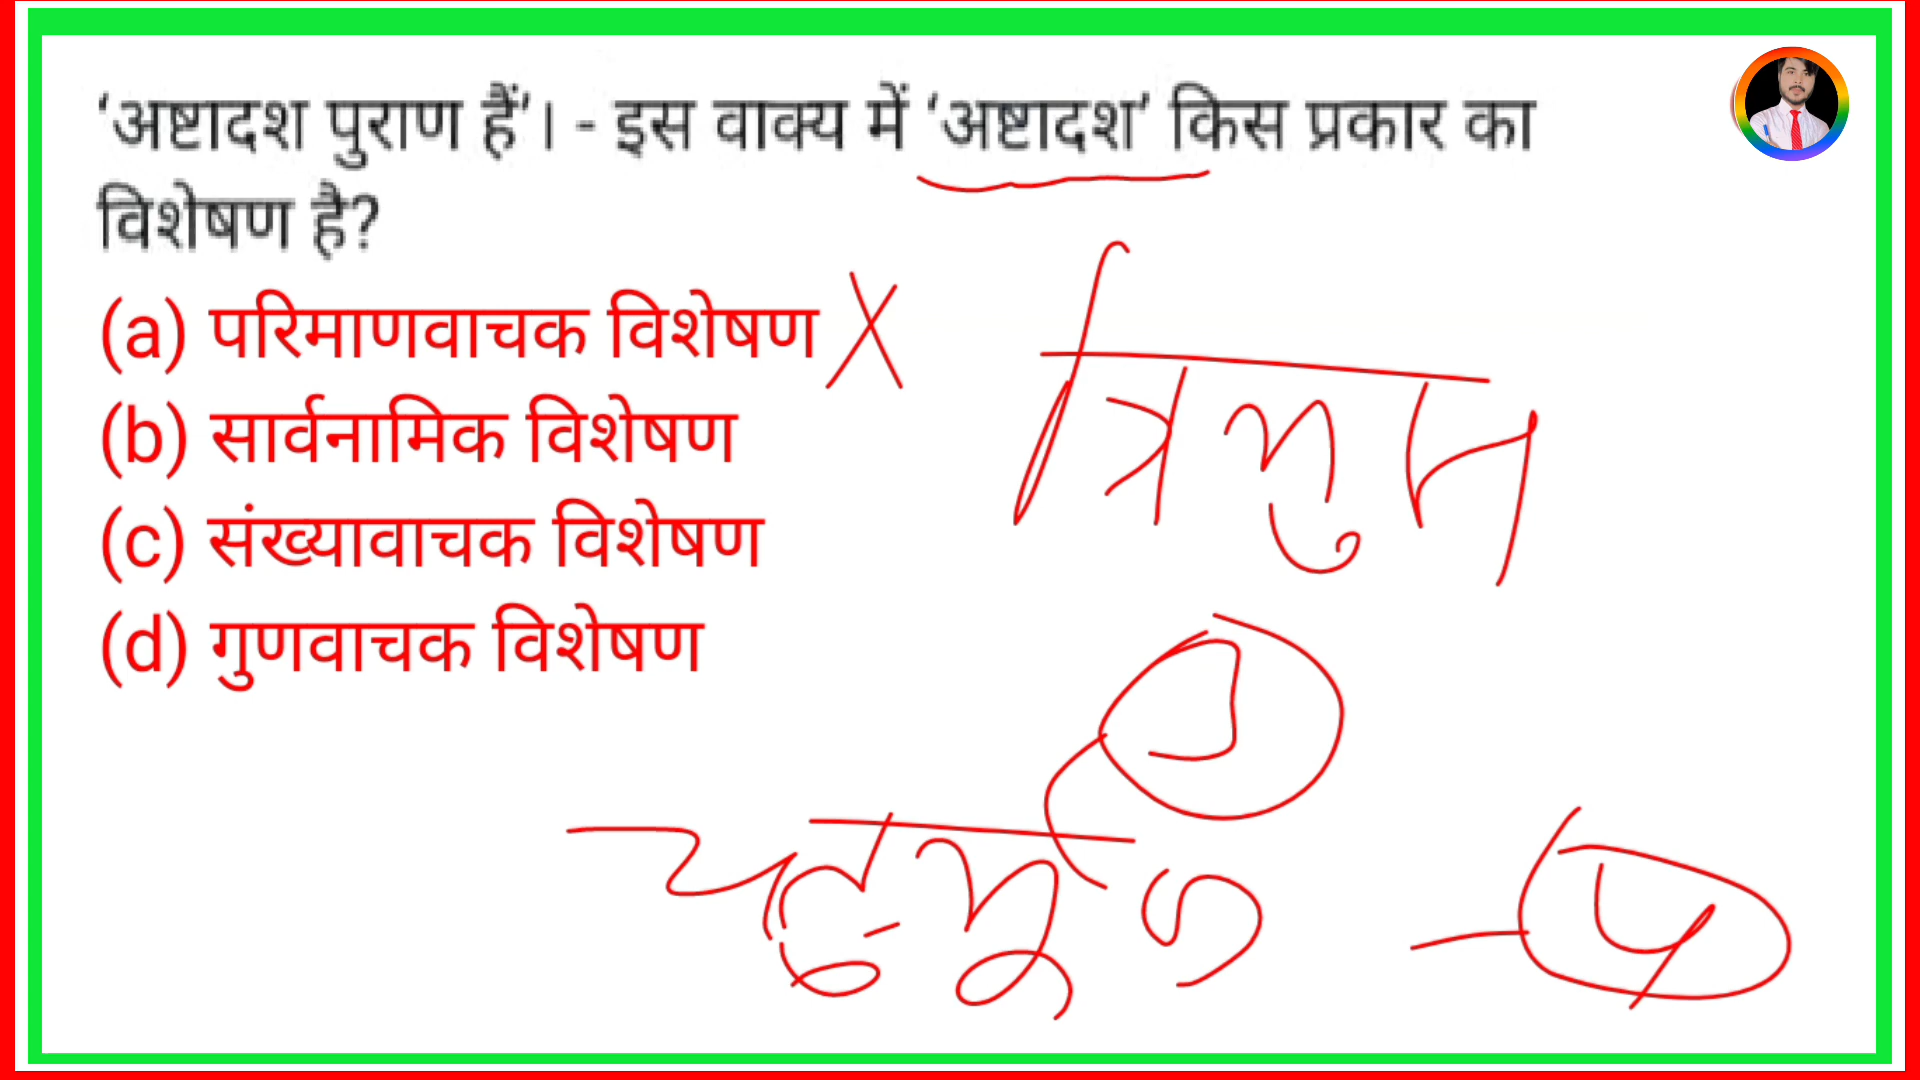 ‘अष्टादश पुराण हैं’। - इस वाक्य में ‘अष्टादश’ किस प्रकार का
विशेषण है?
(a) परिमाणवाचक विशेषण X
(b) सार्वनामिक विशेषण
(c) संख्यावाचक विशेषण
(d) गुणवाचक विशेषण
त्रिभुज